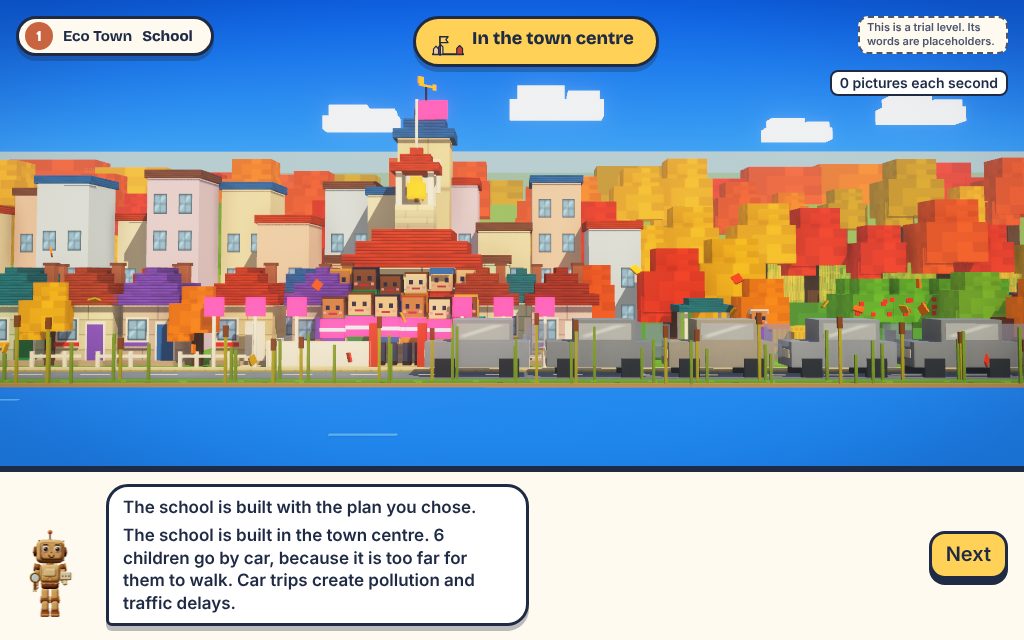 1 Eco Town School
In the town centre
This is a trial level. Its
words are placeholders.
0 pictures each second
The school is built with the plan you chose.
The school is built in the town centre. 6
children go by car, because it is too far for
them to walk. Car trips create pollution and
traffic delays.
Next